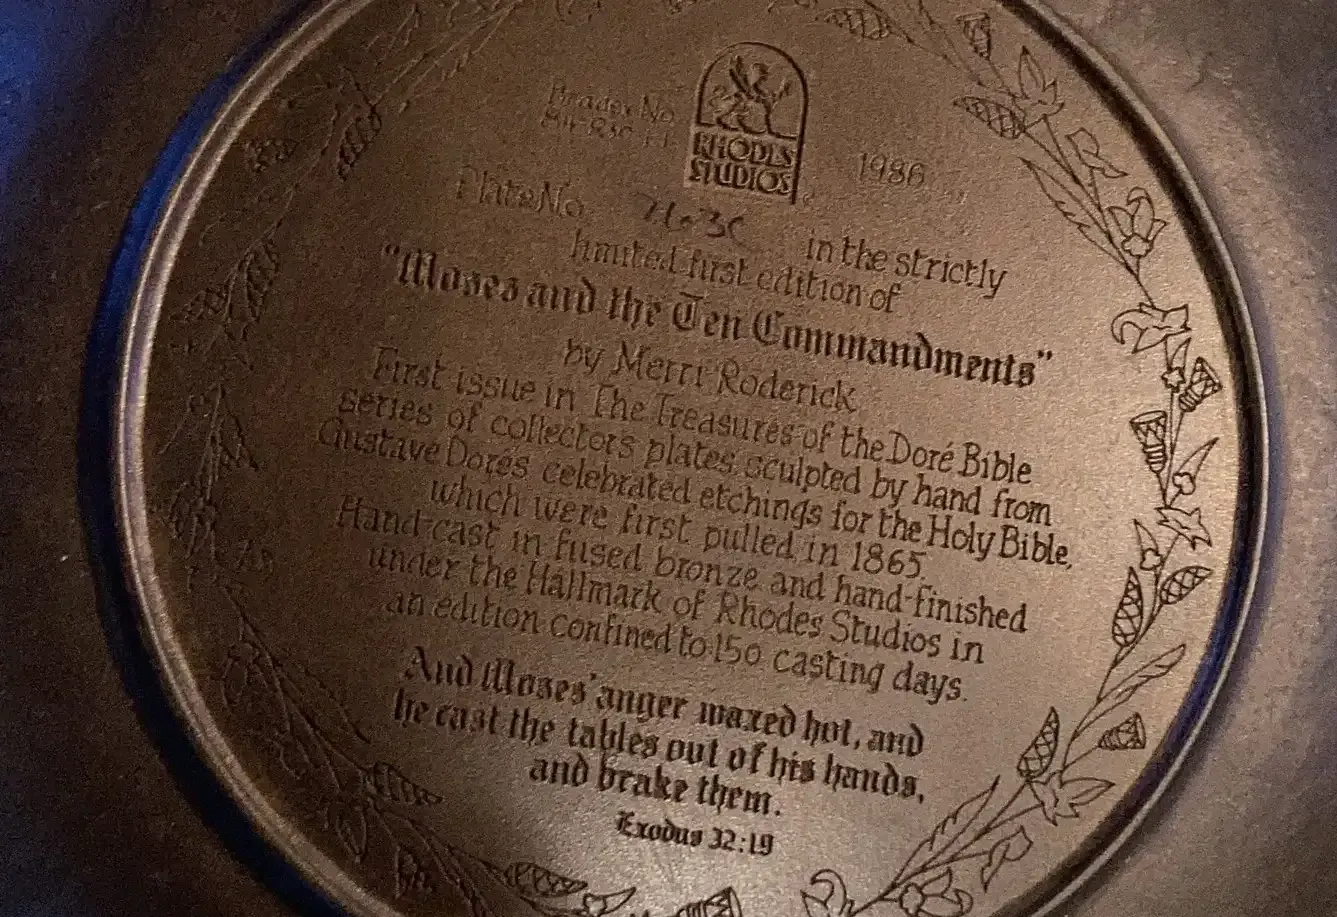 Bradex No.
RHODES
STUDIOS
1986
Plate No. in the strictly
limited first edition of
"Moses and the Ten Commandments"
by Merri Roderick
First issue in The Treasures of the Doré Bible
series of collectors plates sculpted by hand from
Gustave Doré's celebrated etchings for the Holy Bible,
which were first pulled in 1865.
Hand-cast in fused bronze and hand-finished
under the Hallmark of Rhodes Studios in
an edition confined to 150 casting days.
And Moses' anger waxed hot, and
he cast the tables out of his hands,
and brake them.
Exodus 32:19